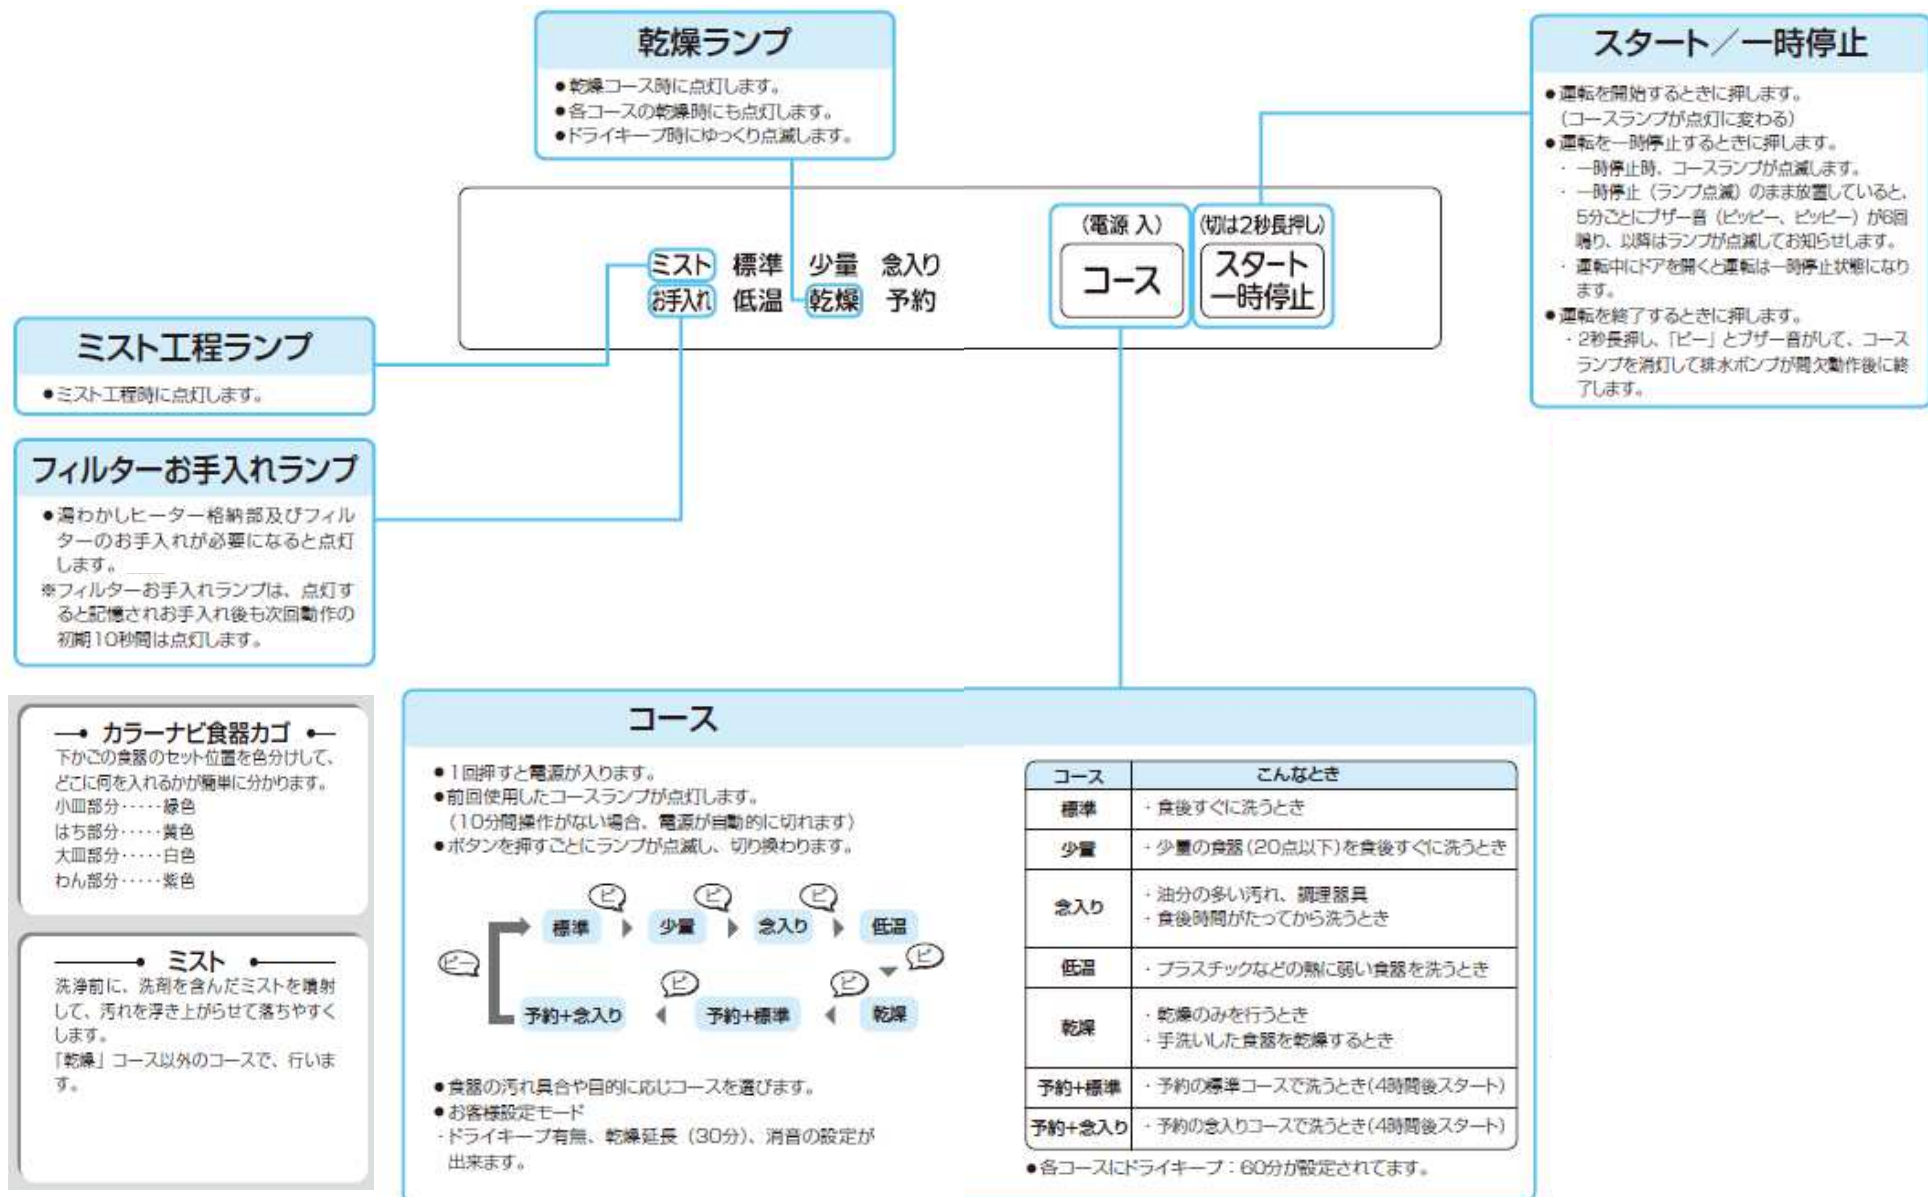 乾燥ランプ
●乾燥コース時に点灯します。
●各コースの乾燥時にも点灯します。
●ドライキープ時にゆっくり点滅します。
スタート／一時停止
●運転を開始するときに押します。
（コースランプが点灯に変わる）
●運転を一時停止するときに押します。
・一時停止時、コースランプが点滅します。
・一時停止（ランプ点滅）のまま放置していると、
5分ごとにブザー音（ピッピー、ピッピー）が6回
鳴り、以降はランプが点滅してお知らせします。
・運転中にドアを開くと運転は一時停止状態になり
ます。
●運転を終了するときに押します。
・2秒長押し、「ピー」とブザー音がして、コース
ランプを消灯して排水ポンプが間欠動作後に終
了します。
ミスト 標準 少量 念入り
お手入れ 低温 乾燥 予約
（電源 入）
コース
（切は2秒長押し）
スタート
一時停止
ミスト工程ランプ
●ミスト工程時に点灯します。
フィルターお手入れランプ
●湯わかしヒーター格納部及びフィル
ターのお手入れが必要になると点灯
します。
※フィルターお手入れランプは、点灯す
ると記憶されお手入れ後も次回動作の
初期10秒間は点灯します。
カラーナビ食器カゴ
下かごの食器のセット位置を色分けして、
どこに何を入れるかが簡単に分かります。
小皿部分‥‥‥緑色
はち部分‥‥‥黄色
大皿部分‥‥‥白色
わん部分‥‥‥紫色
ミスト
洗浄前に、洗剤を含んだミストを噴射
して、汚れを浮き上がらせて落ちやすく
します。
「乾燥」コース以外のコースで、行いま
す。
コース
●1回押すと電源が入ります。
●前回使用したコースランプが点灯します。
（10分間操作がない場合、電源が自動的に切れます）
●ボタンを押すごとにランプが点滅し、切り換わります。
ピ ピ ピ
標準 少量 念入り 低温
ピー ピ ピ ピ
予約+念入り 予約+標準 乾燥
●食器の汚れ具合や目的に応じコースを選びます。
●お客様設定モード
・ドライキープ有無、乾燥延長（30分）、消音の設定が
出来ます。
コース こんなとき
標準 ・食後すぐに洗うとき
少量 ・少量の食器（20点以下）を食後すぐに洗うとき
念入り ・油分の多い汚れ、調理器具
・食後時間がたってから洗うとき
低温 ・プラスチックなどの熱に弱い食器を洗うとき
乾燥 ・乾燥のみを行うとき
・手洗いした食器を乾燥するとき
予約+標準 ・予約の標準コースで洗うとき（4時間後スタート）
予約+念入り ・予約の念入りコースで洗うとき（4時間後スタート）
●各コースにドライキープ：60分が設定されてます。